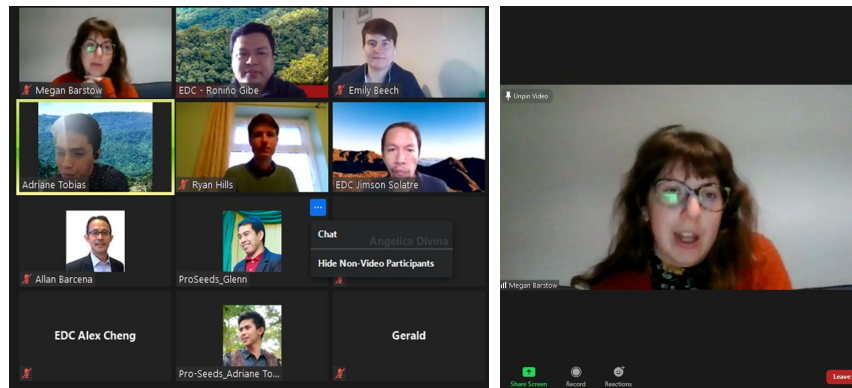 Megan Barstow
EDC - Ronino Gibe
Emily Beech
Adriane Tobias
Ryan Hills
EDC Jimson Solatre
Allan Barcena
ProSeeds_Glenn
...
Chat
Angelica Divina
Hide Non-Video Participants
EDC Alex Cheng
Pro-Seeds_Adriane To...
Gerald
Unpin Video
Megan Barstow
Share Screen
Record
Reactions
Leave